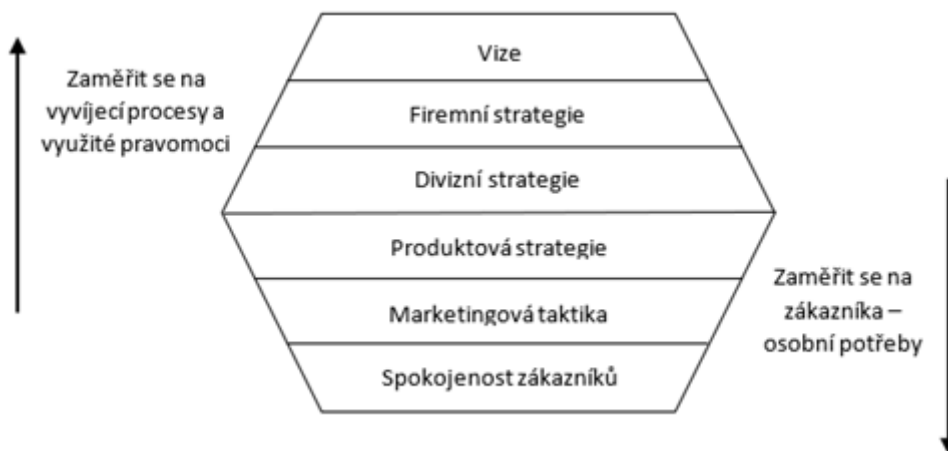 Vize
Zaměřit se na
vyvíjecí procesy a
využité pravomoci
Firemní strategie
Divizní strategie
Produktová strategie
Zaměřit se na
zákazníka –
osobní potřeby
Marketingová taktika
Spokojenost zákazníků